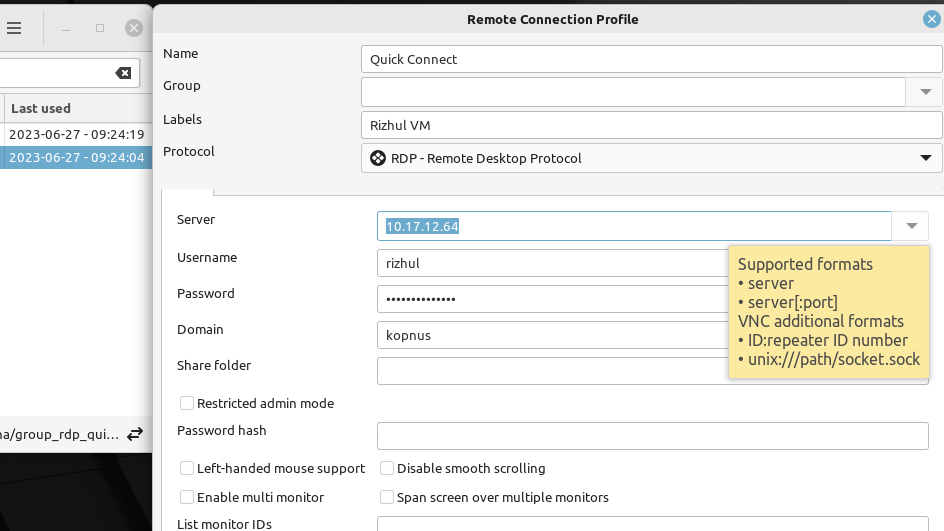 Remote Connection Profile
Last used
2023-06-27 - 09:24:19
2023-06-27 - 09:24:04
Name
Quick Connect
Group
Labels
Rizhul VM
Protocol
RDP - Remote Desktop Protocol
Server
10.17.12.64
Username
rizhul
Password
••••••••••••••
Domain
kopnus
Share folder
Supported formats
• server
• server[:port]
VNC additional formats
• ID:repeater ID number
• unix:///path/socket.sock
Restricted admin mode
Password hash
Left-handed mouse support
Disable smooth scrolling
Enable multi monitor
Span screen over multiple monitors
List monitor IDs
na/group_rdp_qui...